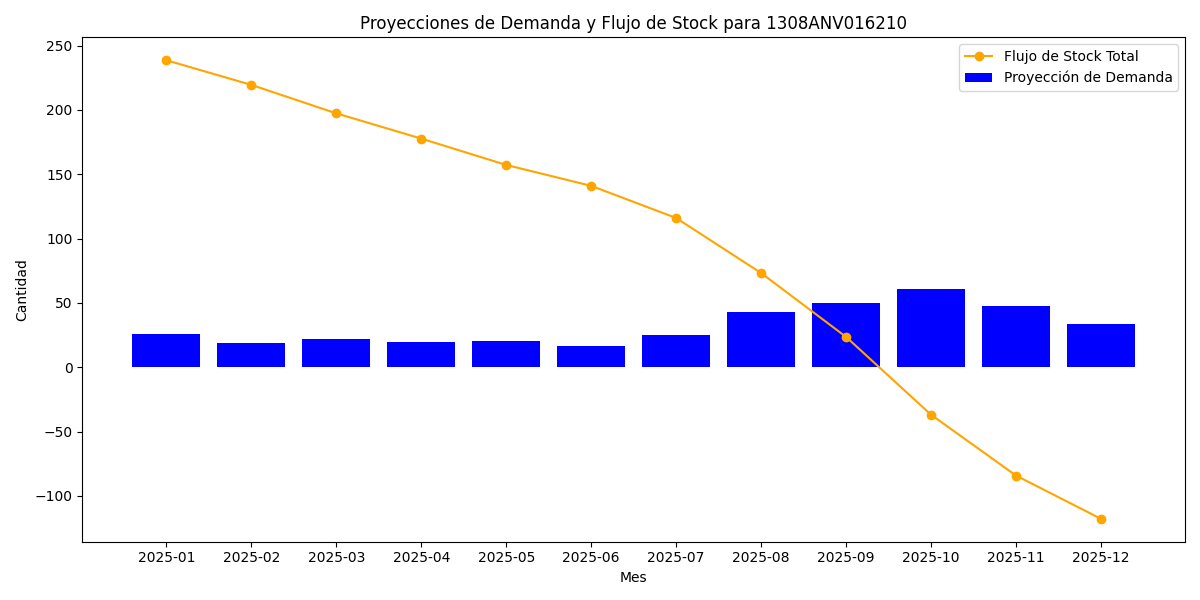 Proyecciones de Demanda y Flujo de Stock para 1308ANV016210
Flujo de Stock Total
Proyección de Demanda
Cantidad
250
200
150
100
50
0
−50
−100
2025-01 2025-02 2025-03 2025-04 2025-05 2025-06 2025-07 2025-08 2025-09 2025-10 2025-11 2025-12
Mes